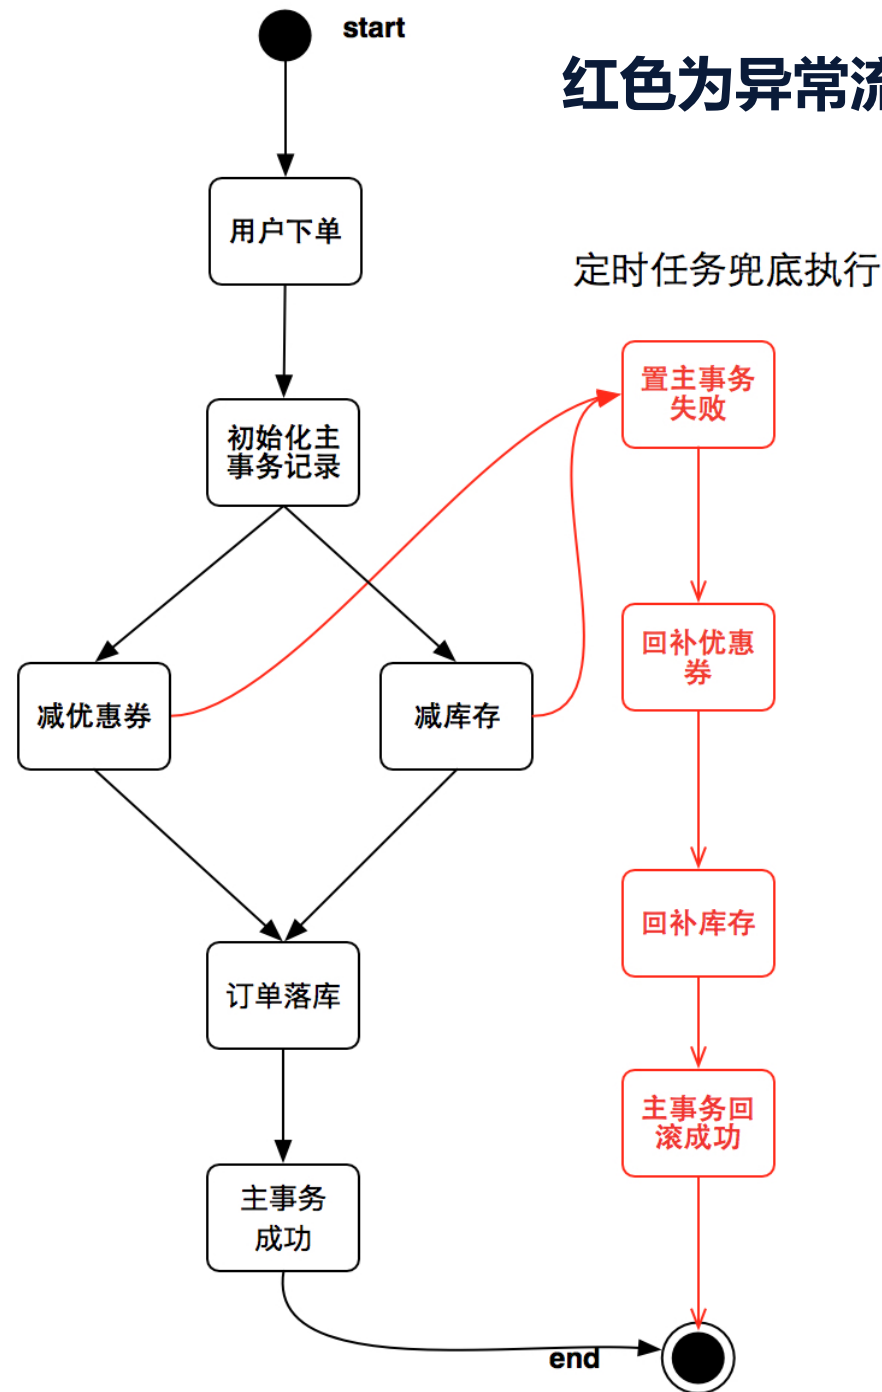 start
红色为异常流
用户下单
定时任务兜底执行
置主事务
失败
初始化主
事务记录
回补优惠
券
减优惠券
减库存
回补库存
订单落库
主事务回
滚成功
主事务
成功
end